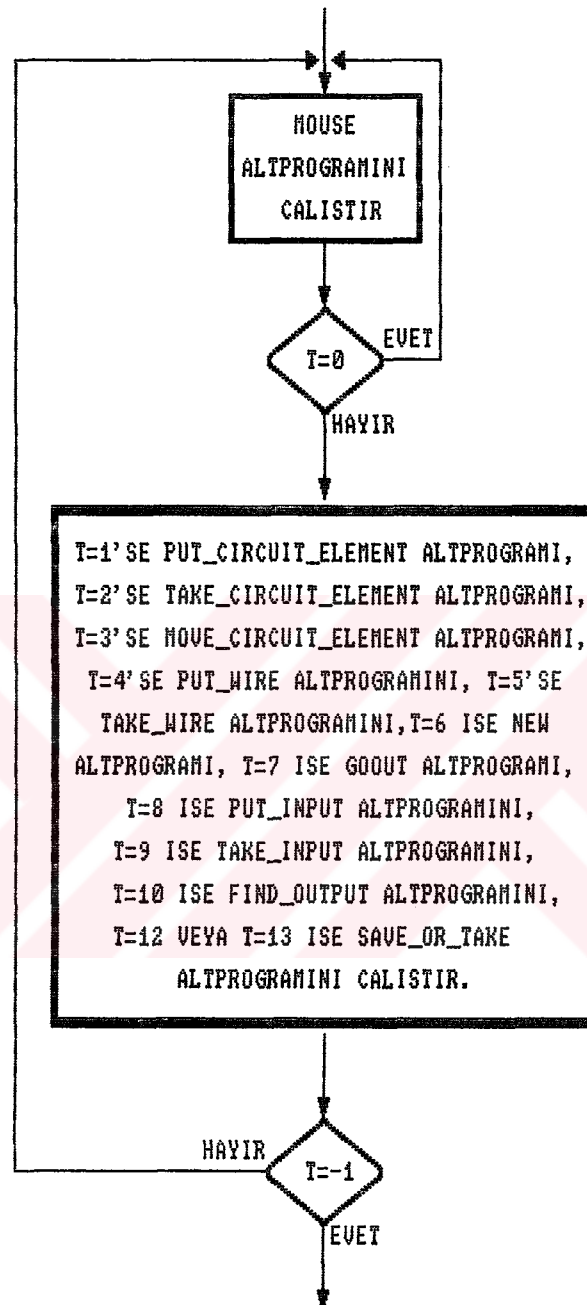 MOUSE
ALTPROGRAMINI
CALISTIR
EVET
T=0
HAYIR
T=1'SE PUT_CIRCUIT_ELEMENT ALTPROGRAMI,
T=2'SE TAKE_CIRCUIT_ELEMENT ALTPROGRAMI,
T=3'SE MOVE_CIRCUIT_ELEMENT ALTPROGRAMI,
T=4'SE PUT_WIRE ALTPROGRAMINI, T=5'SE
TAKE_WIRE ALTPROGRAMINI,T=6 ISE NEW
ALTPROGRAMI, T=7 ISE GOOUT ALTPROGRAMI,
T=8 ISE PUT_INPUT ALTPROGRAMINI,
T=9 ISE TAKE_INPUT ALTPROGRAMINI,
T=10 ISE FIND_OUTPUT ALTPROGRAMINI,
T=12 VEYA T=13 ISE SAVE_OR_TAKE
ALTPROGRAMINI CALISTIR.
HAYIR
T=-1
EVET